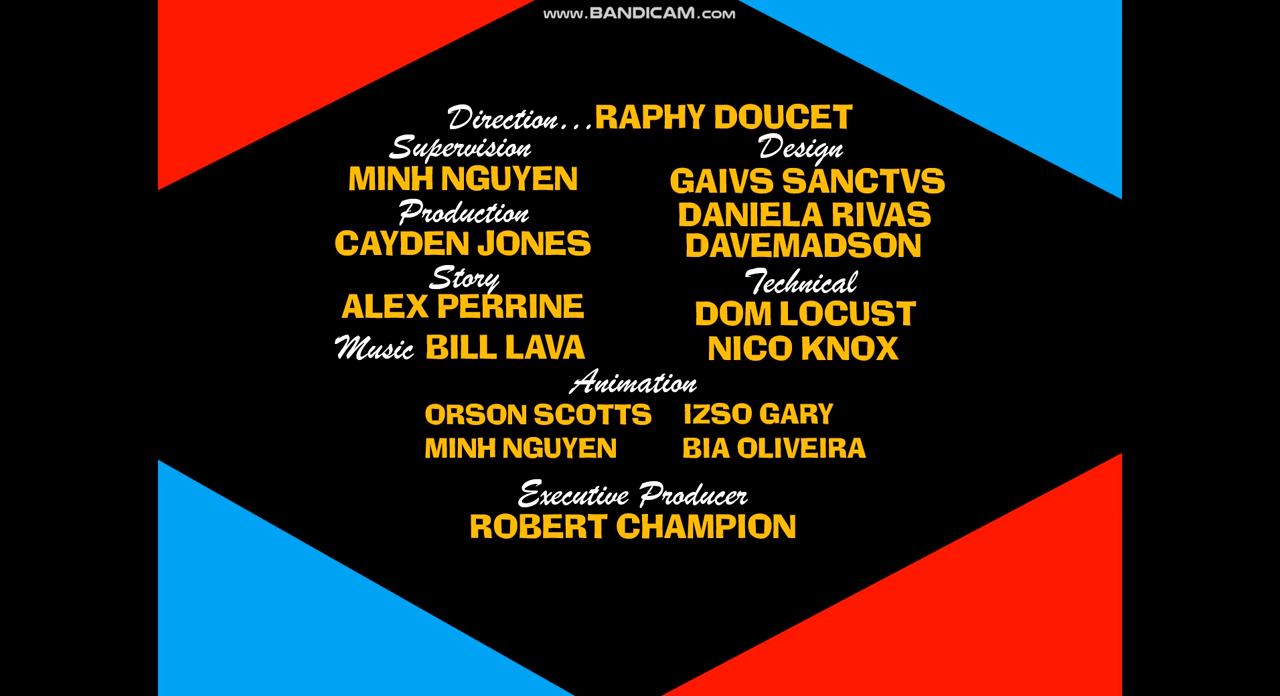 www.BANDICAM.com
Direction...RAPHY DOUCET
Supervision
MINH NGUYEN
Production
CAYDEN JONES
Story
ALEX PERRINE
Music BILL LAVA
Design
GAIVS SANCTVS
DANIELA RIVAS
DAVEMADSON
Technical
DOM LOCUST
NICO KNOX
Animation
ORSON SCOTTS IZSO GARY
MINH NGUYEN BIA OLIVEIRA
Executive Producer
ROBERT CHAMPION